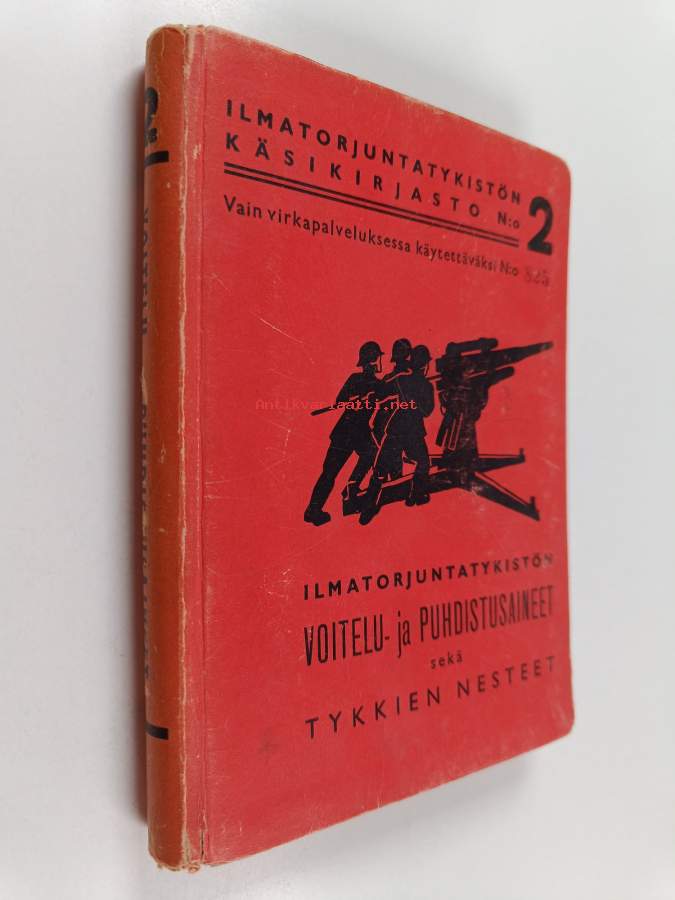 ILMATORJUNTATYKISTÖN
KÄSIKIRJASTO N:o 2
Vain virkapalveluksessa käytettäväksi N:o
Antikvariaatti.net
ILMATORJUNTATYKISTÖN
VOITELU- ja PUHDISTUSAINEET
sekä
TYKKIEN NESTEET